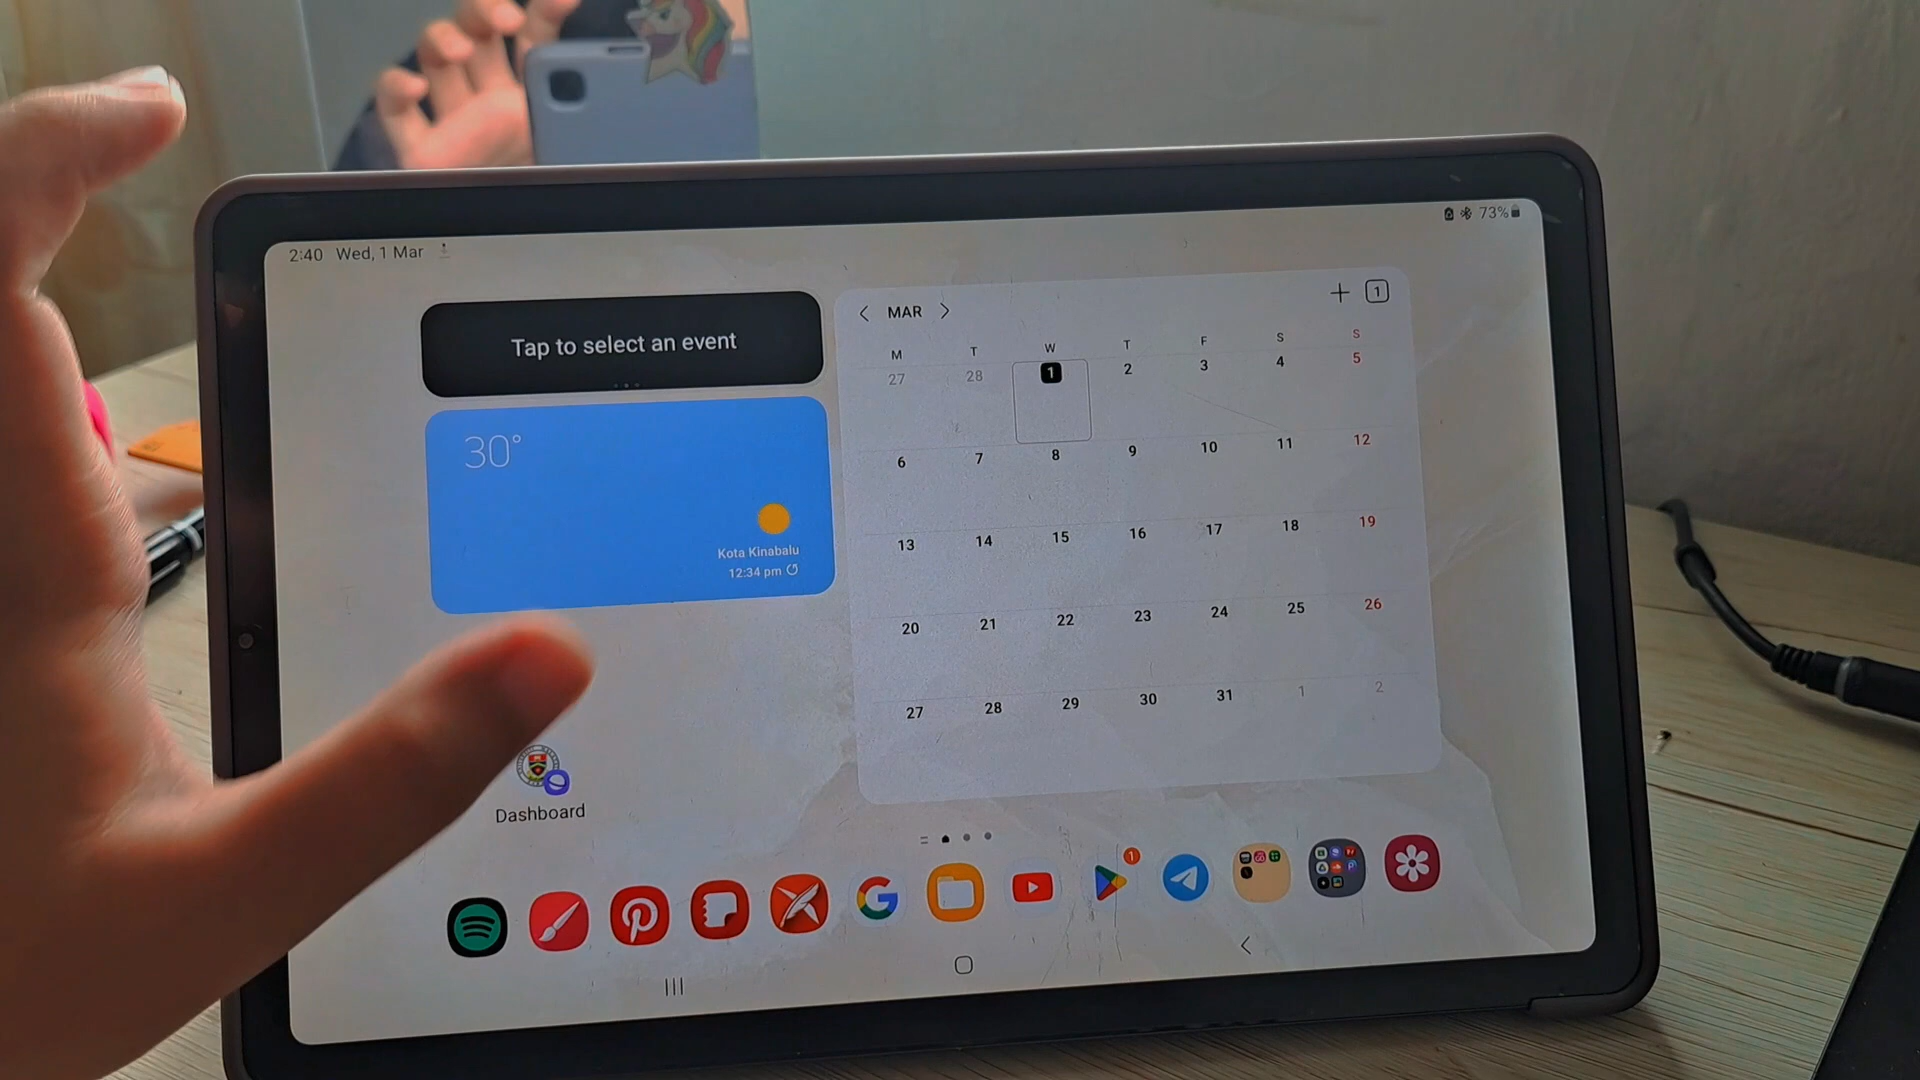 2:40 Wed, 1 Mar
73%
Tap to select an event
30°
Kota Kinabalu
12:34 pm
MAR
1
M T W T F S S
27 28 1 2 3 4 5
6 7 8 9 10 11 12
13 14 15 16 17 18 19
20 21 22 23 24 25 26
27 28 29 30 31 1 2
Dashboard
1